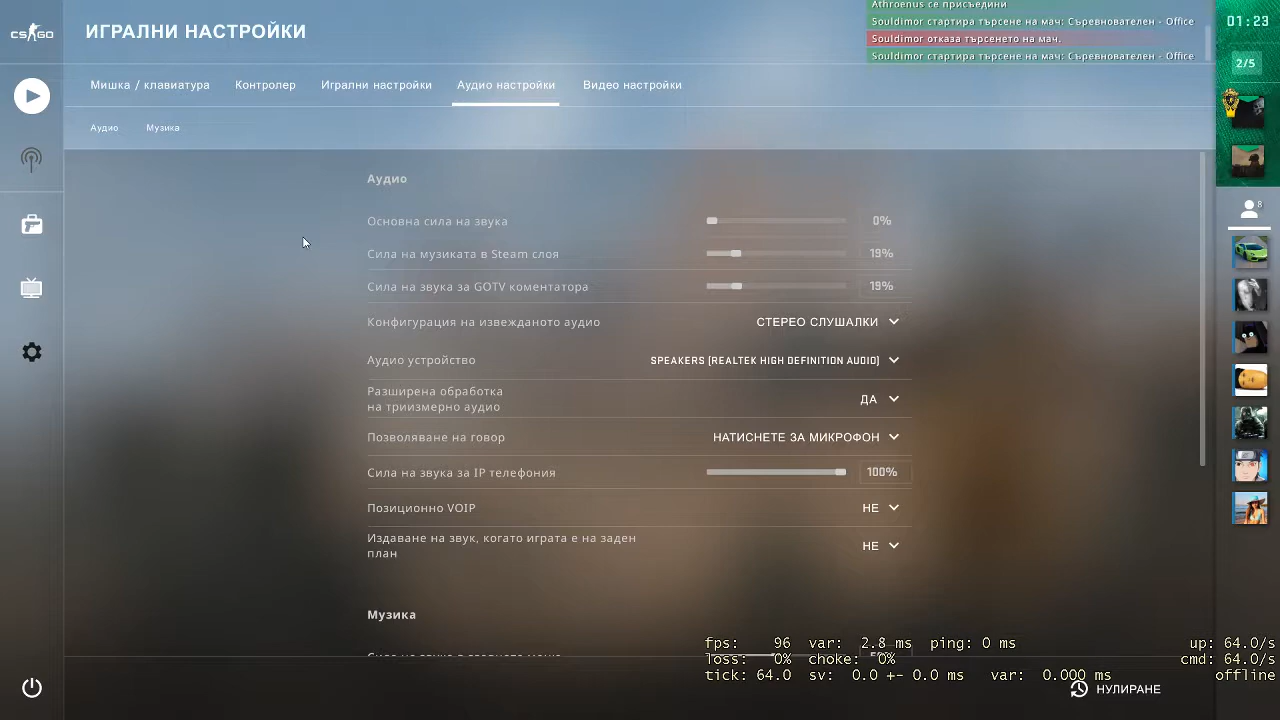 CS:GO
ИГРАЛНИ НАСТРОЙКИ
Athroenus се присъедини
Souldimor стартира търсене на мач: Съревнователен - Office
Souldimor отказа търсенето на мач.
Souldimor стартира търсене на мач: Съревнователен - Office
01:23
2/5
8
Мишка / клавиатура
Контролер
Игрални настройки
Аудио настройки
Видео настройки
Аудио
Музика
Аудио
Основна сила на звука
0%
Сила на музиката в Steam слоя
19%
Сила на звука за GOTV коментатора
19%
Конфигурация на извежданото аудио
СТЕРЕО СЛУШАЛКИ
Аудио устройство
SPEAKERS (REALTEK HIGH DEFINITION AUDIO)
Разширена обработка
на триизмерно аудио
ДА
Позволяване на говор
НАТИСНЕТЕ ЗА МИКРОФОН
Сила на звука за IP телефония
100%
Позиционно VOIP
НЕ
Издаване на звук, когато играта е на заден
план
НЕ
Музика
fps: 96 var: 2.8 ms ping: 0 ms
loss: 0% choke: 0%
tick: 64.0 sv: 0.0 +- 0.0 ms var: 0.000 ms
up: 64.0/s
cmd: 64.0/s
offline
НУЛИРАНЕ